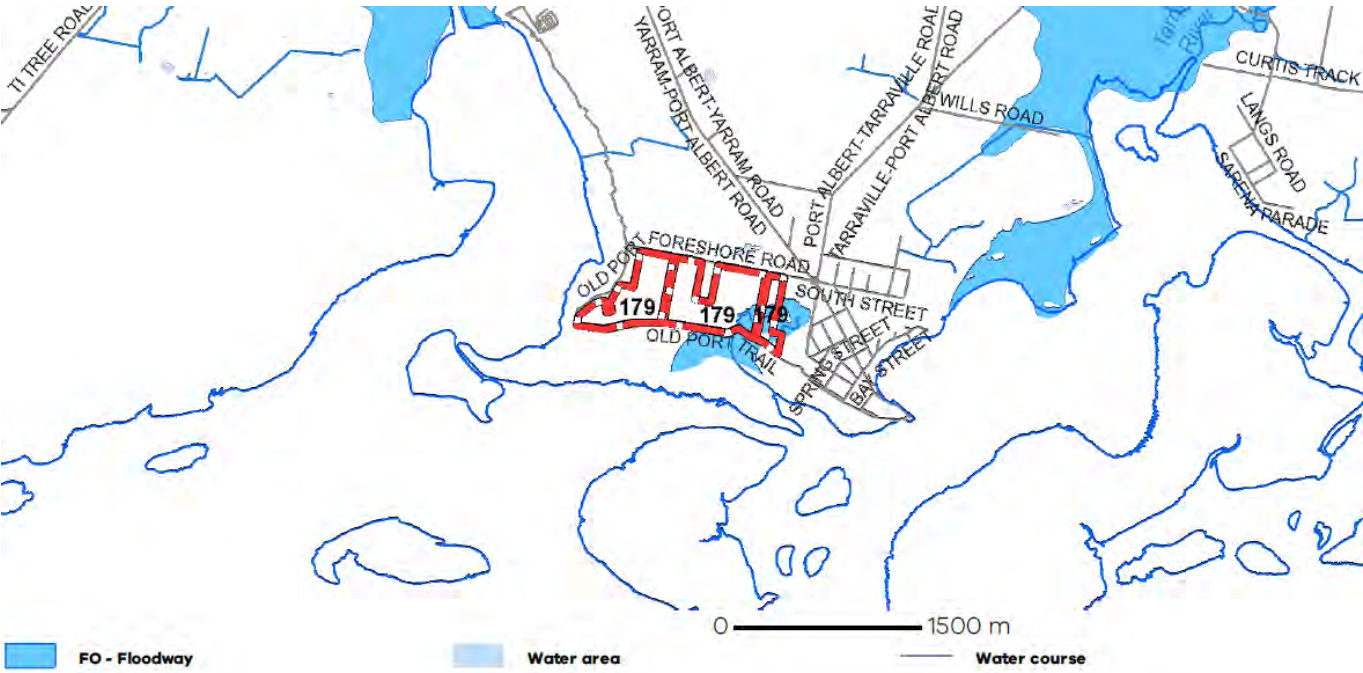 TI TREE ROAD
PORT ALBERT-YARRAM ROAD
YARRAM-PORT ALBERT ROAD
PORT ALBERT-TARRAVILLE ROAD
TARRAVILLE-PORT ALBERT ROAD
River
CURTIS TRACK
WILLS ROAD
LANGS ROAD
SARENA PARADE
OLD PORT
FORESHORE ROAD
SOUTH STREET
179
179
179
OLD PORT TRAIL
SPRING STREET
BAY STREET
0 1500 m
FO - Floodway Water area Water course